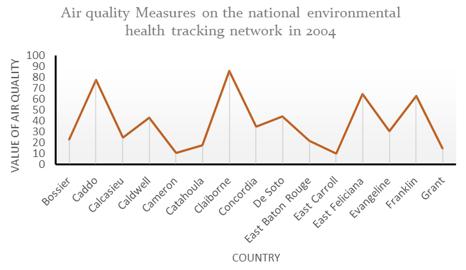 Air quality Measures on the national environmental
health tracking network in 2004
VALUE OF AIR QUALITY
100
90
80
70
60
50
40
30
20
10
0
Bossier
Caddo
Calcasieu
Caldwell
Cameron
Catahoula
Claiborne
Concordia
De Soto
East Baton Rouge
East Carroll
East Feliciana
Evangeline
Franklin
Grant
COUNTRY